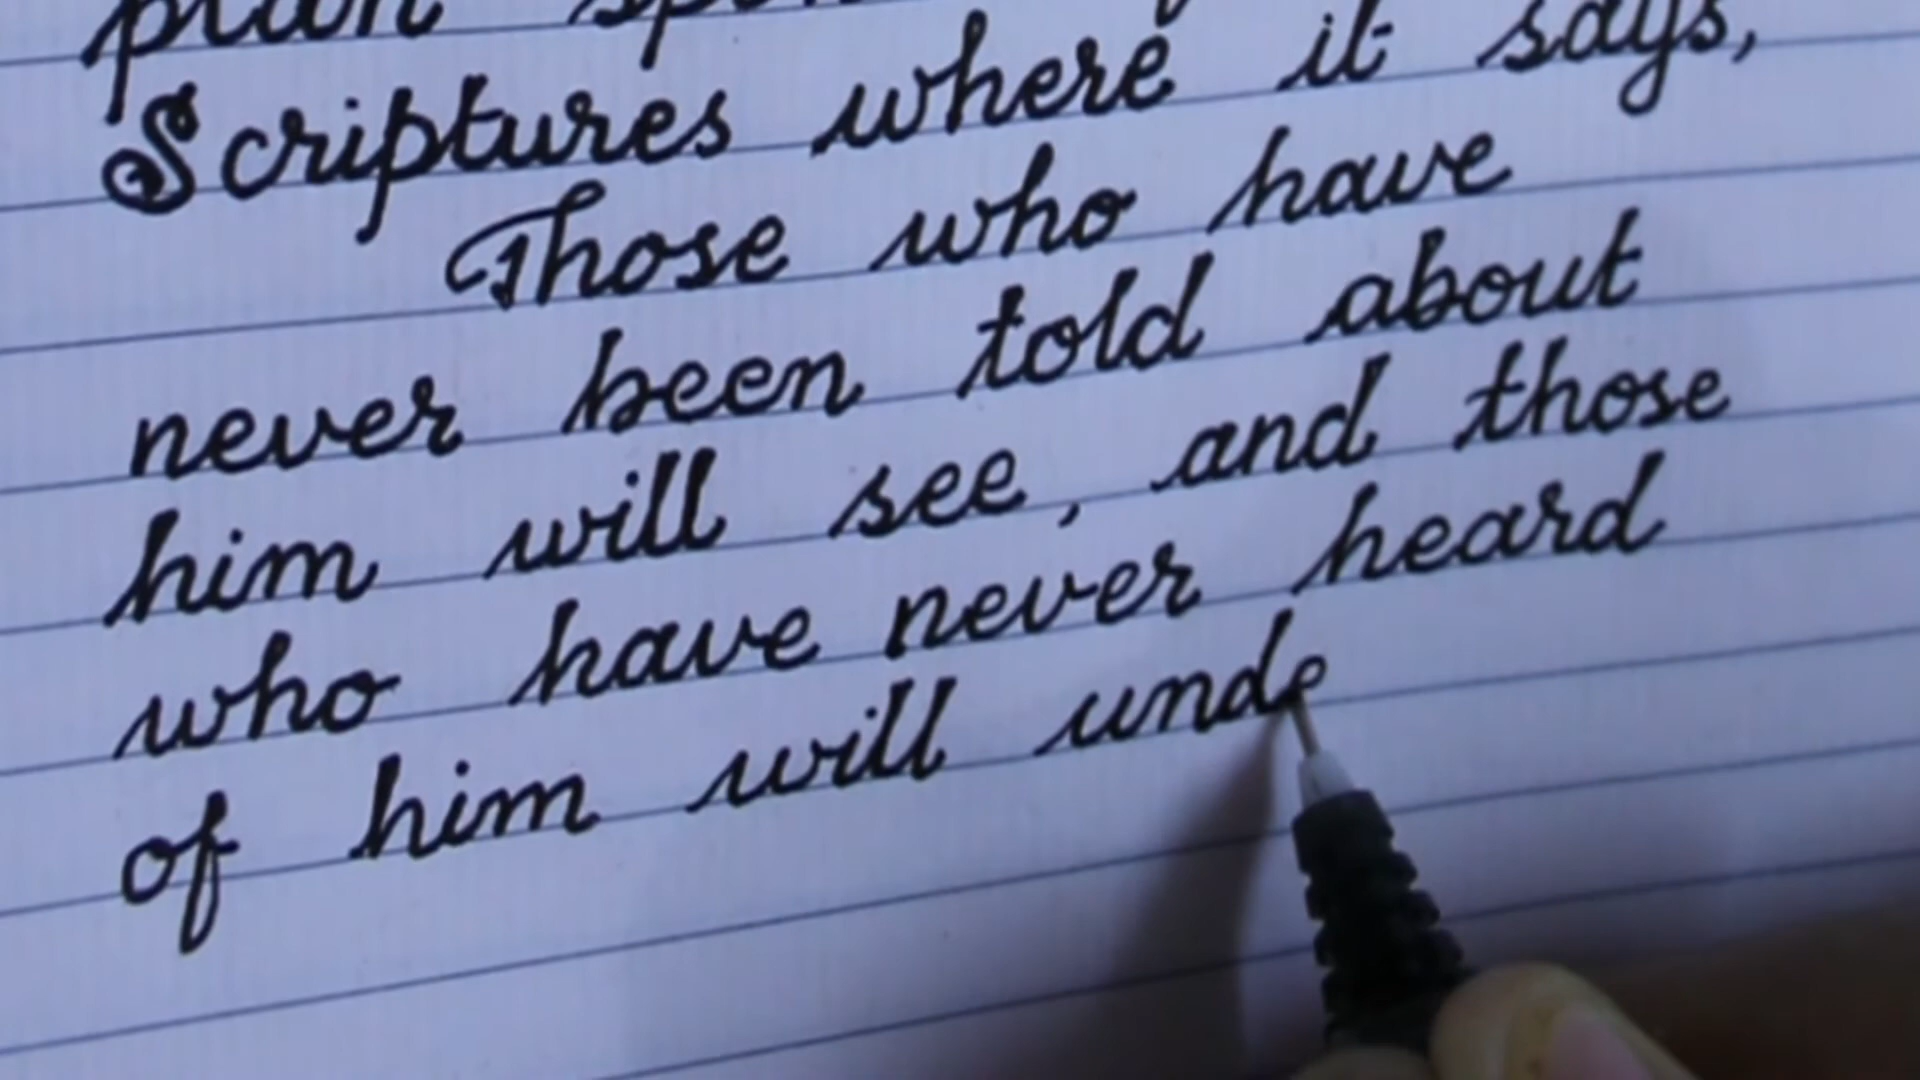 plan
Scriptures where it says,
Those who have
never been told about
him will see, and those
who have never heard
of him will unde